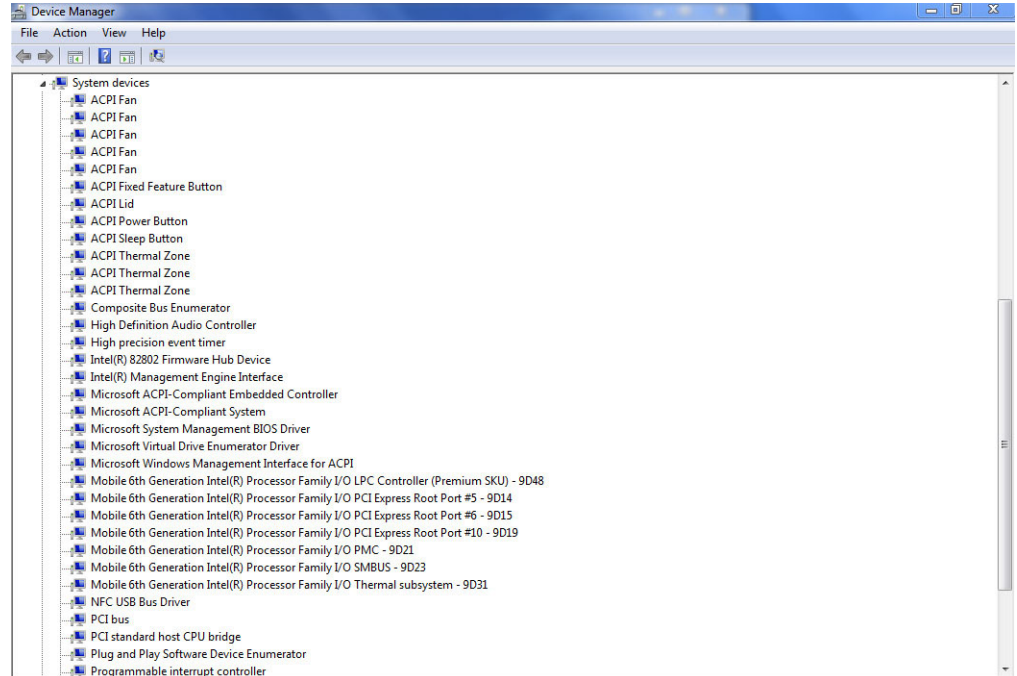 Device Manager
File Action View Help
System devices
ACPI Fan
ACPI Fan
ACPI Fan
ACPI Fan
ACPI Fan
ACPI Fixed Feature Button
ACPI Lid
ACPI Power Button
ACPI Sleep Button
ACPI Thermal Zone
ACPI Thermal Zone
ACPI Thermal Zone
Composite Bus Enumerator
High Definition Audio Controller
High precision event timer
Intel(R) 82802 Firmware Hub Device
Intel(R) Management Engine Interface
Microsoft ACPI-Compliant Embedded Controller
Microsoft ACPI-Compliant System
Microsoft System Management BIOS Driver
Microsoft Virtual Drive Enumerator Driver
Microsoft Windows Management Interface for ACPI
Mobile 6th Generation Intel(R) Processor Family I/O LPC Controller (Premium SKU) - 9D48
Mobile 6th Generation Intel(R) Processor Family I/O PCI Express Root Port #5 - 9D14
Mobile 6th Generation Intel(R) Processor Family I/O PCI Express Root Port #6 - 9D15
Mobile 6th Generation Intel(R) Processor Family I/O PCI Express Root Port #10 - 9D19
Mobile 6th Generation Intel(R) Processor Family I/O PMC - 9D21
Mobile 6th Generation Intel(R) Processor Family I/O SMBUS - 9D23
Mobile 6th Generation Intel(R) Processor Family I/O Thermal subsystem - 9D31
NFC USB Bus Driver
PCI bus
PCI standard host CPU bridge
Plug and Play Software Device Enumerator
Programmable interrupt controller